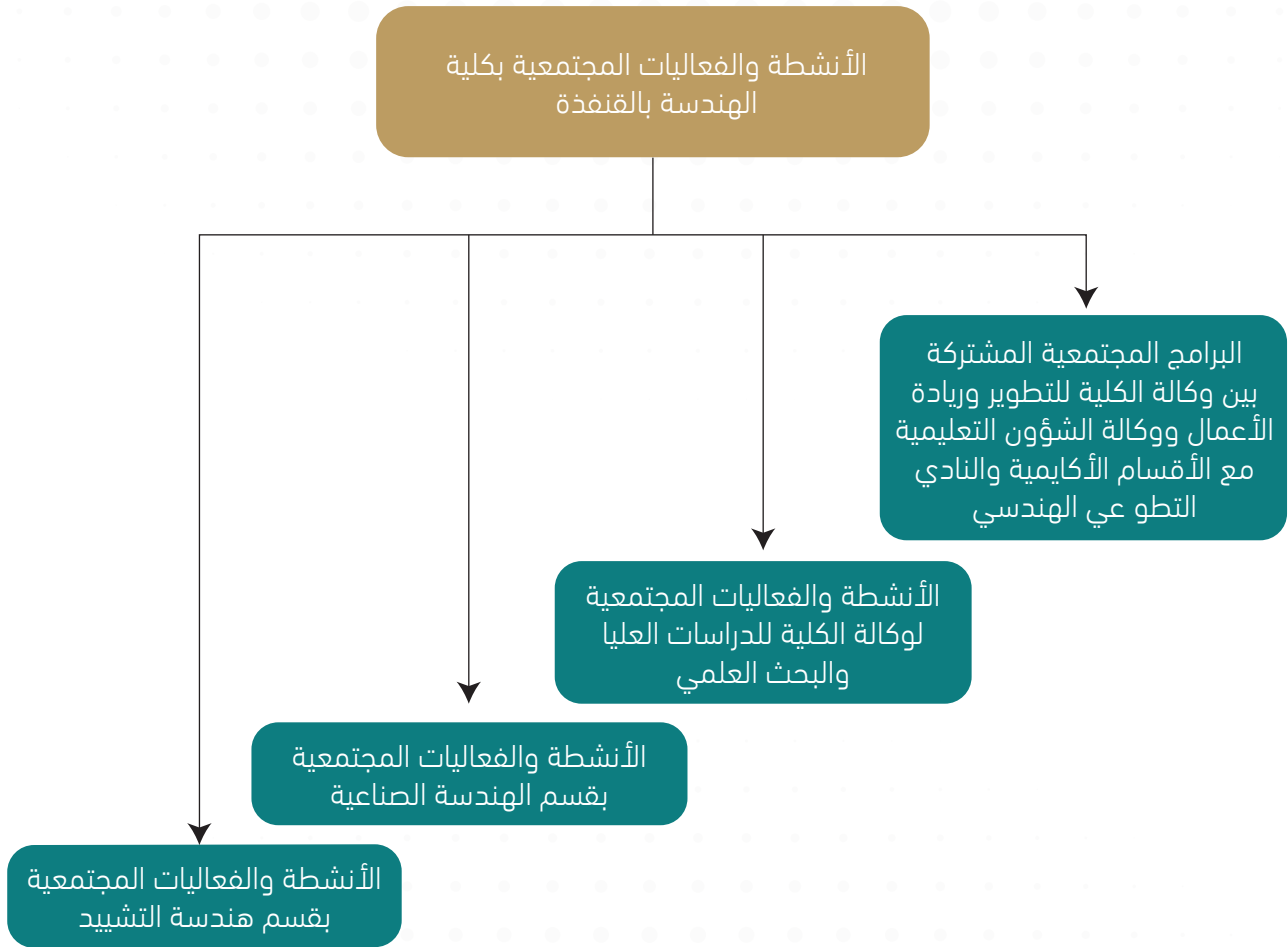 الأنشطة والفعاليات المجتمعية بكلية
الهندسة بالقنفذة
البرامج المجتمعية المشتركة
بين وكالة الكلية للتطوير وريادة
الأعمال ووكالة الشؤون التعليمية
مع الأقسام الأكايمية والنادي
التطو عي الهندسي
الأنشطة والفعاليات المجتمعية
لوكالة الكلية للدراسات العليا
والبحث العلمي
الأنشطة والفعاليات المجتمعية
بقسم الهندسة الصناعية
الأنشطة والفعاليات المجتمعية
بقسم هندسة التشييد